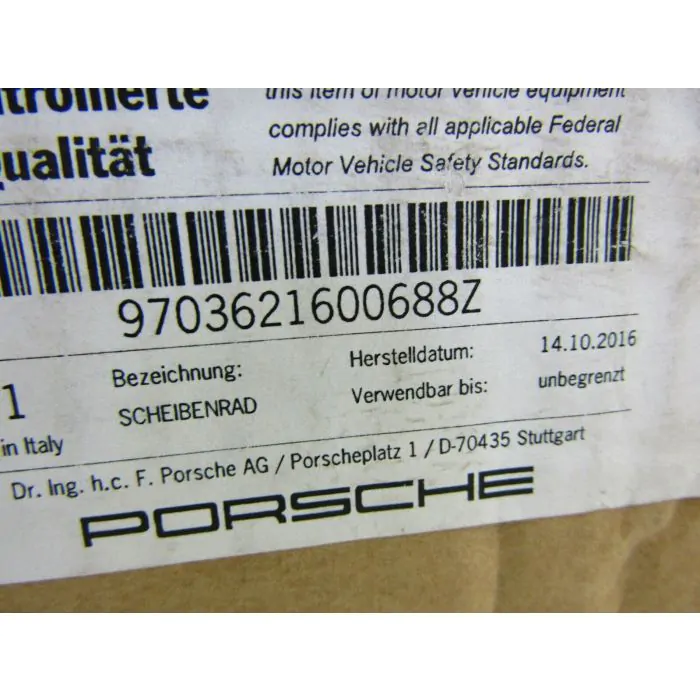 ntrollierte
qualität
this item of motor vehicle equipment
complies with all applicable Federal
Motor Vehicle Safety Standards.
9703621600688Z
1
in Italy
Bezeichnung:
SCHEIBENRAD
Herstelldatum:
14.10.2016
Verwendbar bis:
unbegrenzt
Dr. Ing. h.c. F. Porsche AG / Porscheplatz 1 / D-70435 Stuttgart
PORSCHE